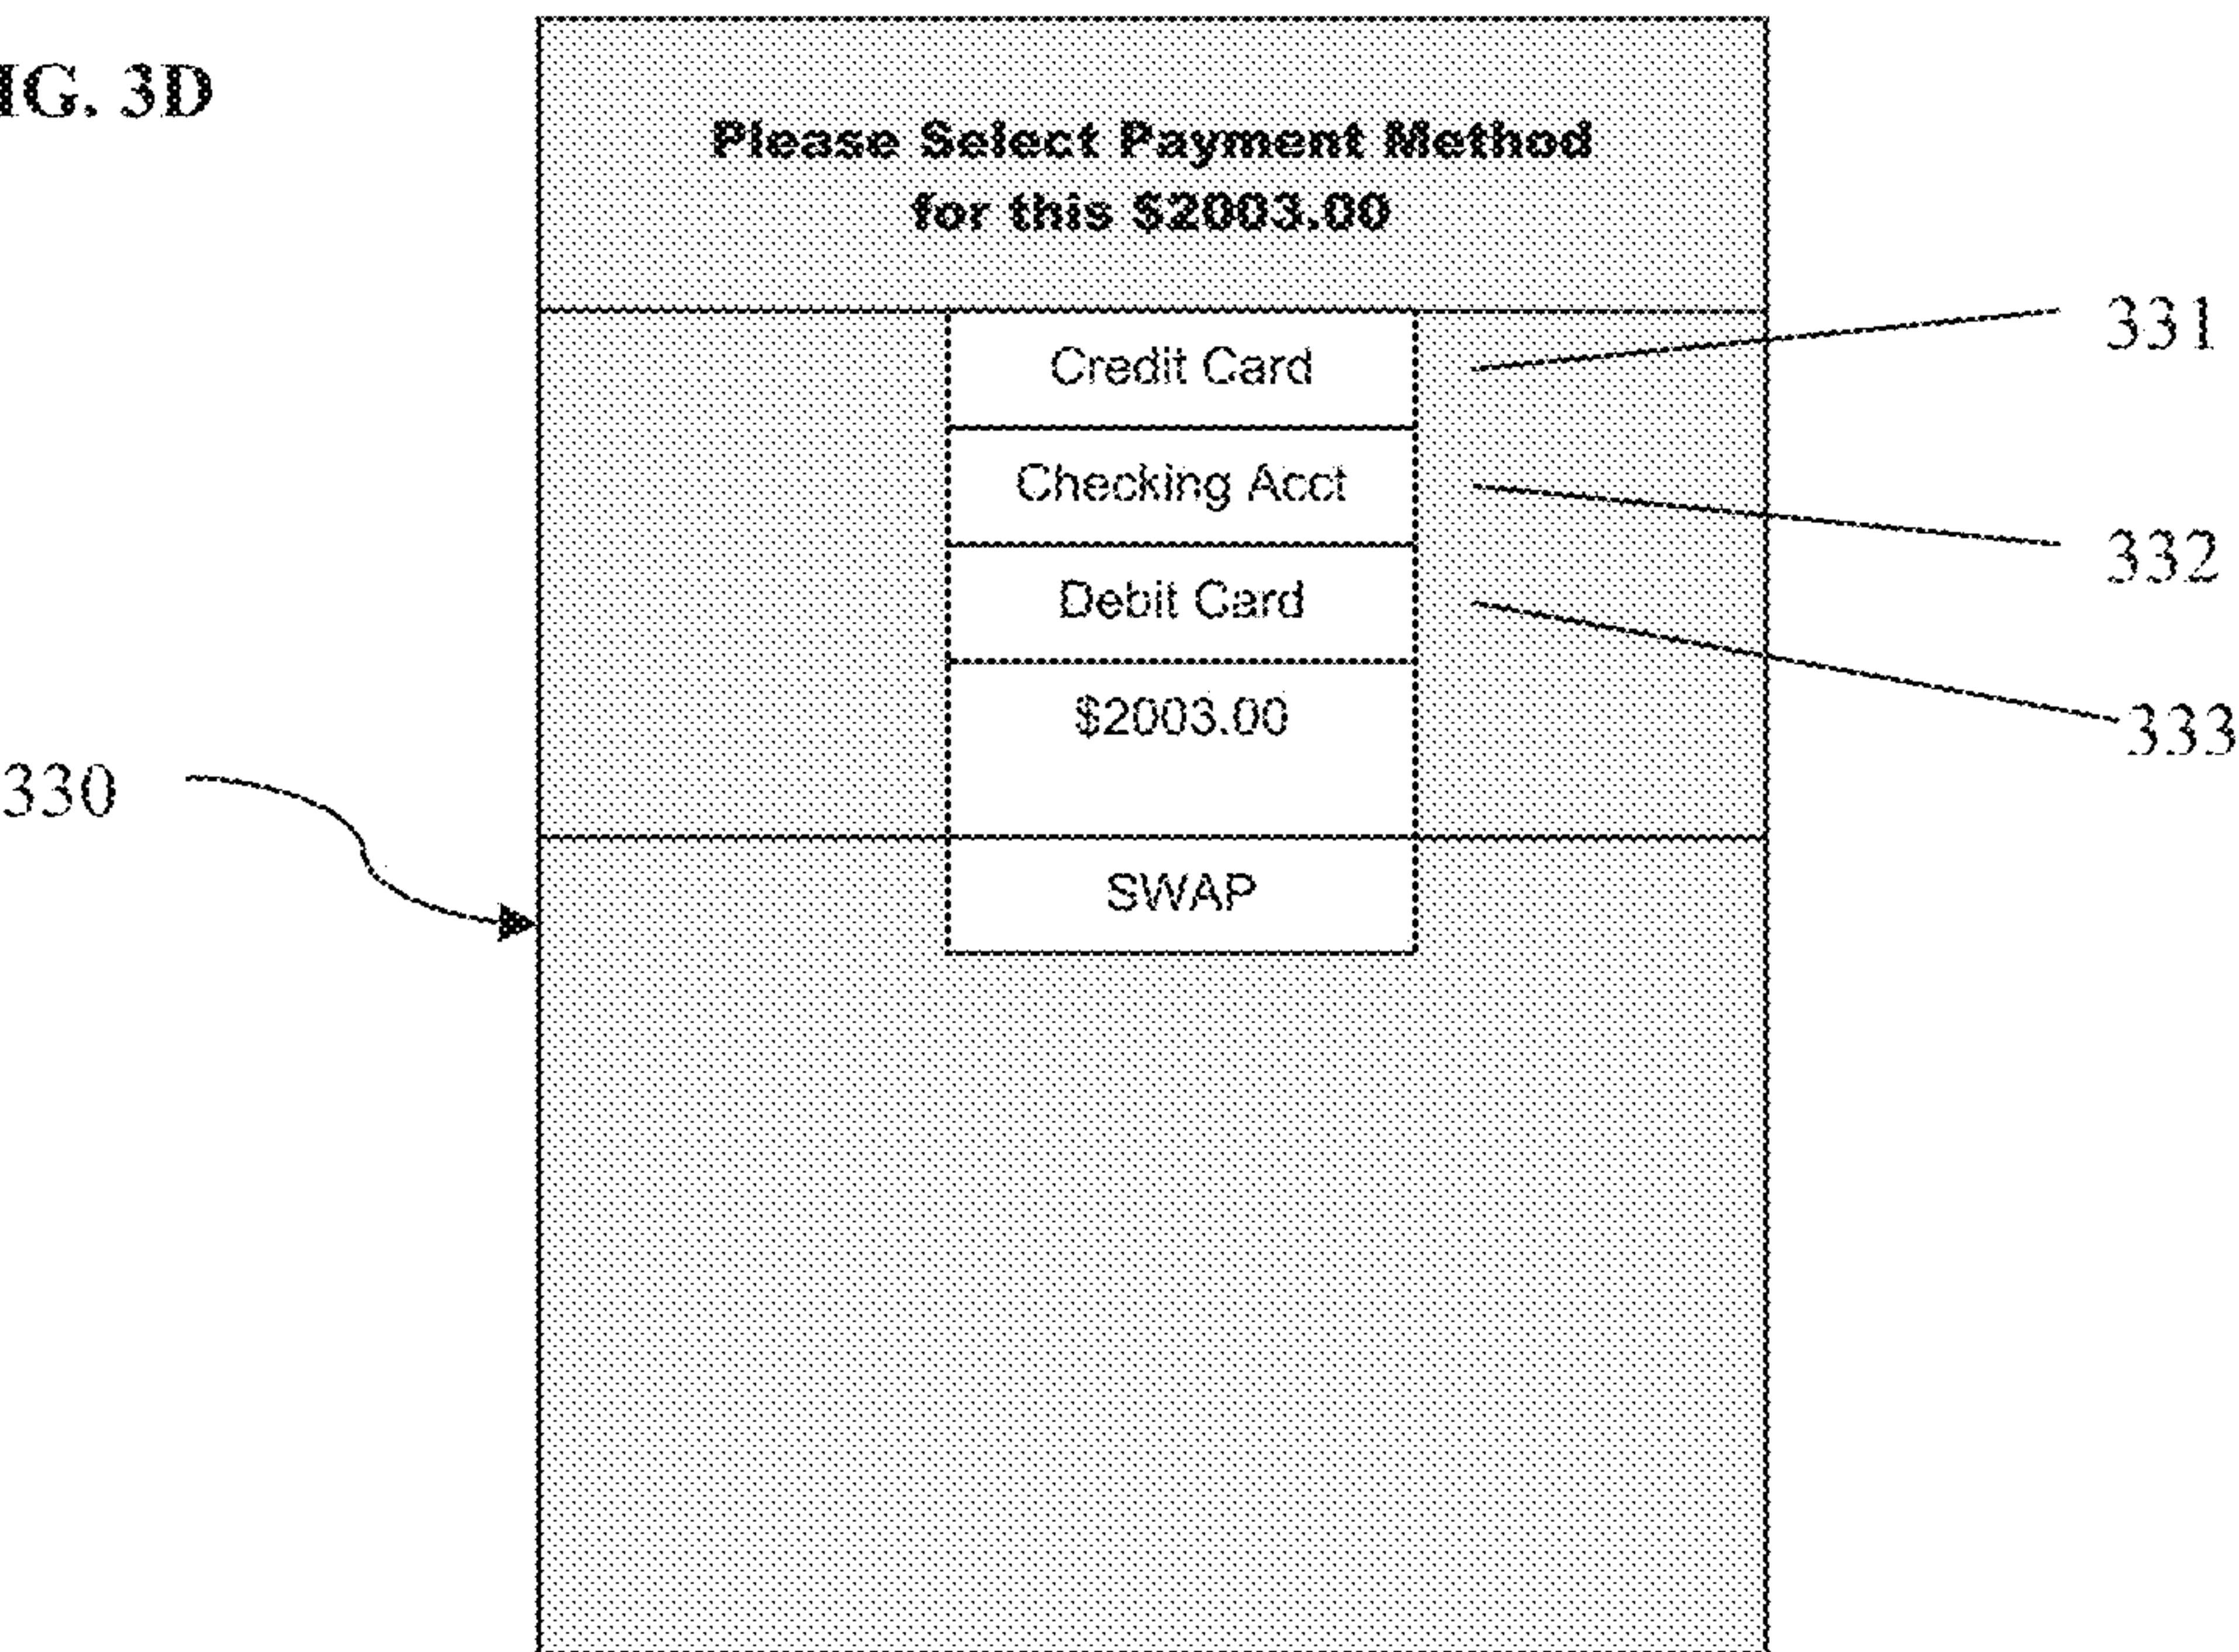 IG. 3D
Please Select Payment Method
for this $2003.00
Credit Card
331
Checking Acct
332
Debit Card
$2003.00
333
330
SWAP